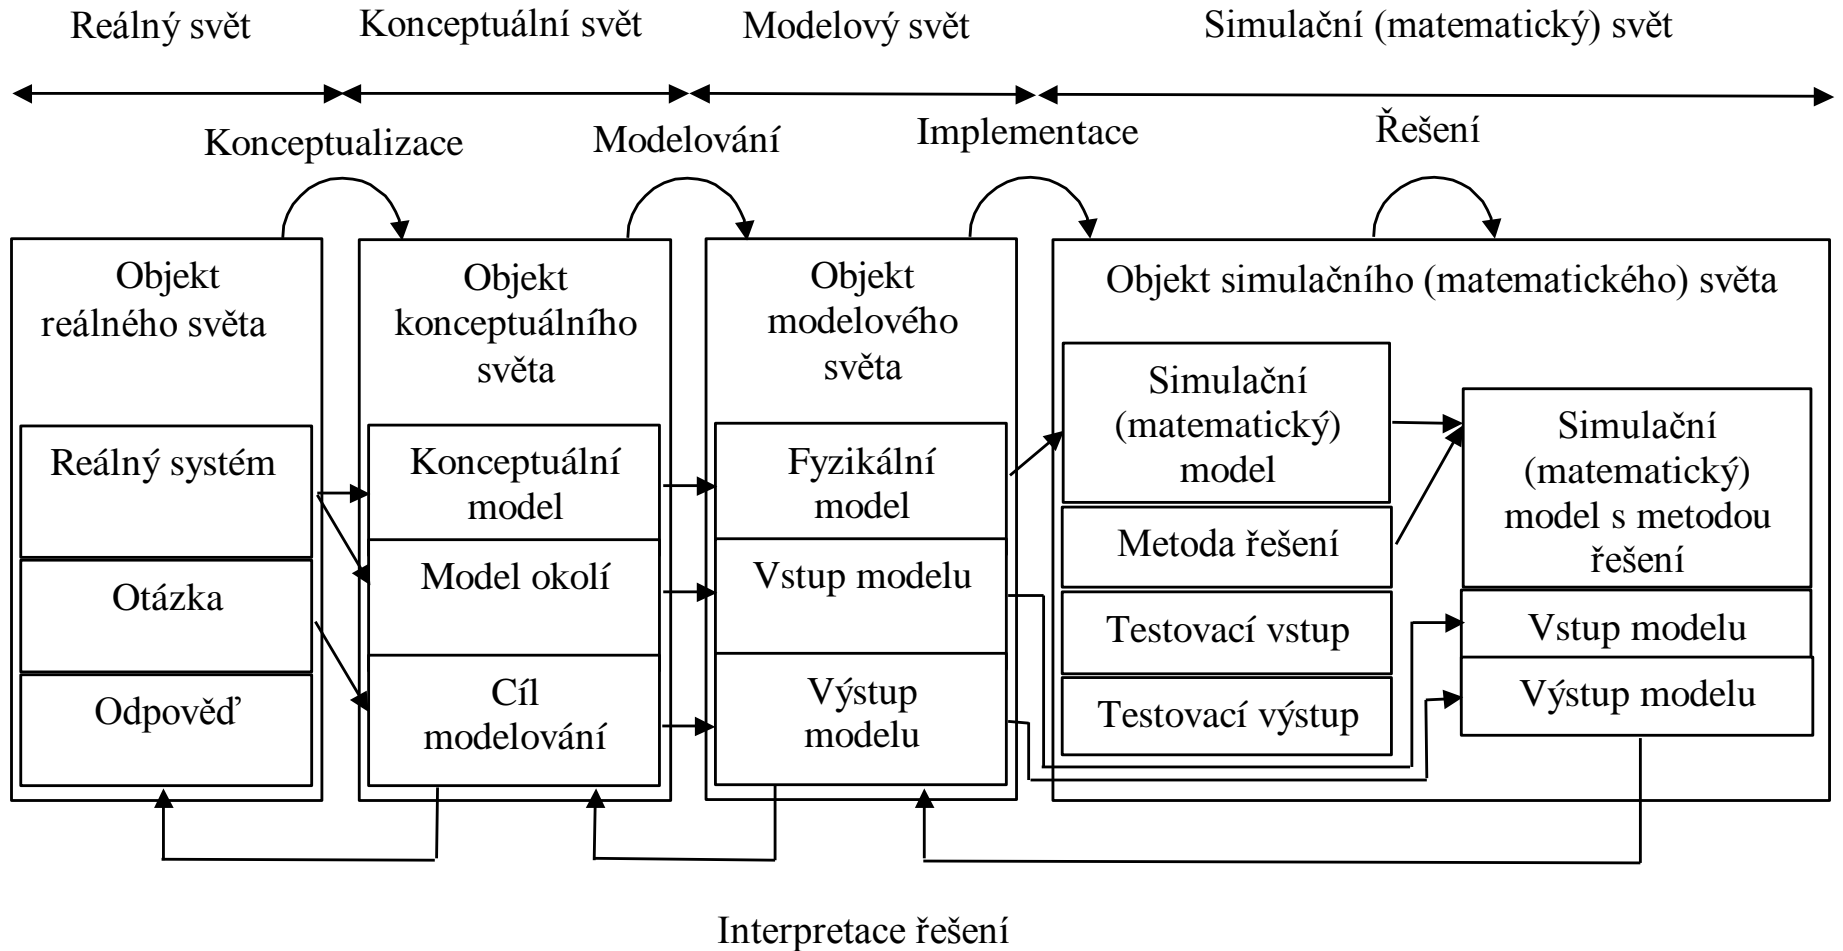 Reálný svět
Konceptuální svět
Modelový svět
Simulační (matematický) svět
Konceptualizace
Modelování
Implementace
Řešení
Objekt
reálného světa
Reálný systém
Otázka
Odpověď
Objekt
konceptuálního
světa
Konceptuální
model
Model okolí
Cíl
modelování
Objekt
modelového
světa
Fyzikální
model
Vstup modelu
Výstup
modelu
Objekt simulačního (matematického) světa
Simulační
(matematický)
model
Metoda řešení
Testovací vstup
Testovací výstup
Simulační
(matematický)
model s metodou
řešení
Vstup modelu
Výstup modelu
Interpretace řešení